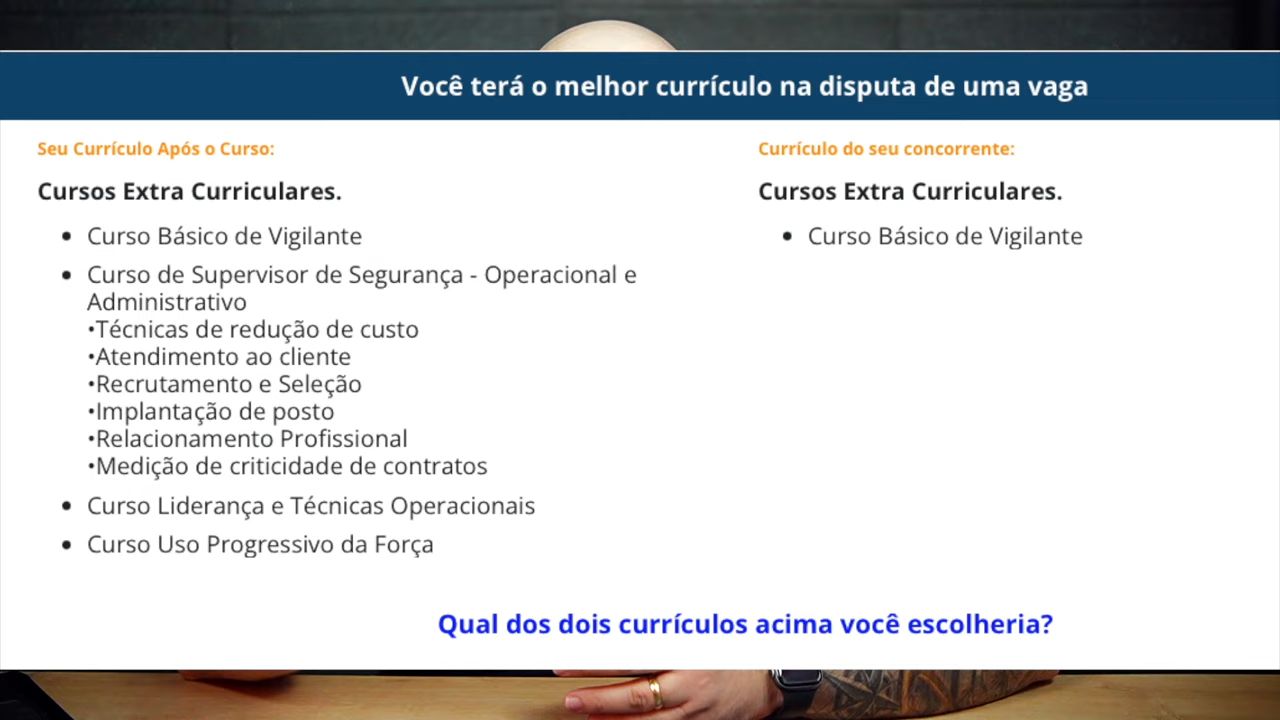 Você terá o melhor currículo na disputa de uma vaga
Seu Currículo Após o Curso:
Cursos Extra Curriculares.
• Curso Básico de Vigilante
• Curso de Supervisor de Segurança - Operacional e
Administrativo
•Técnicas de redução de custo
•Atendimento ao cliente
•Recrutamento e Seleção
•Implantação de posto
•Relacionamento Profissional
•Medição de criticidade de contratos
• Curso Liderança e Técnicas Operacionais
• Curso Uso Progressivo da Força
Currículo do seu concorrente:
Cursos Extra Curriculares.
• Curso Básico de Vigilante
Qual dos dois currículos acima você escolheria?